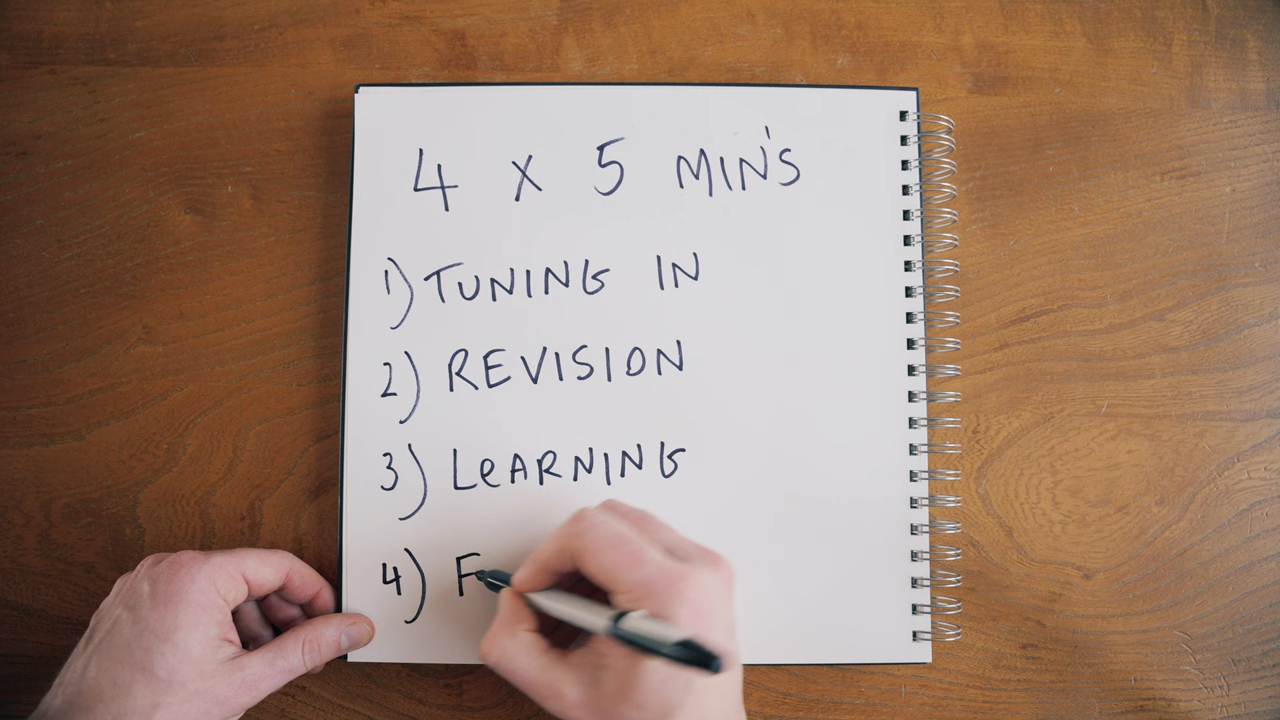 4 x 5 MIN'S
1) TUNING IN
2) REVISION
3) LeARNING
4) F